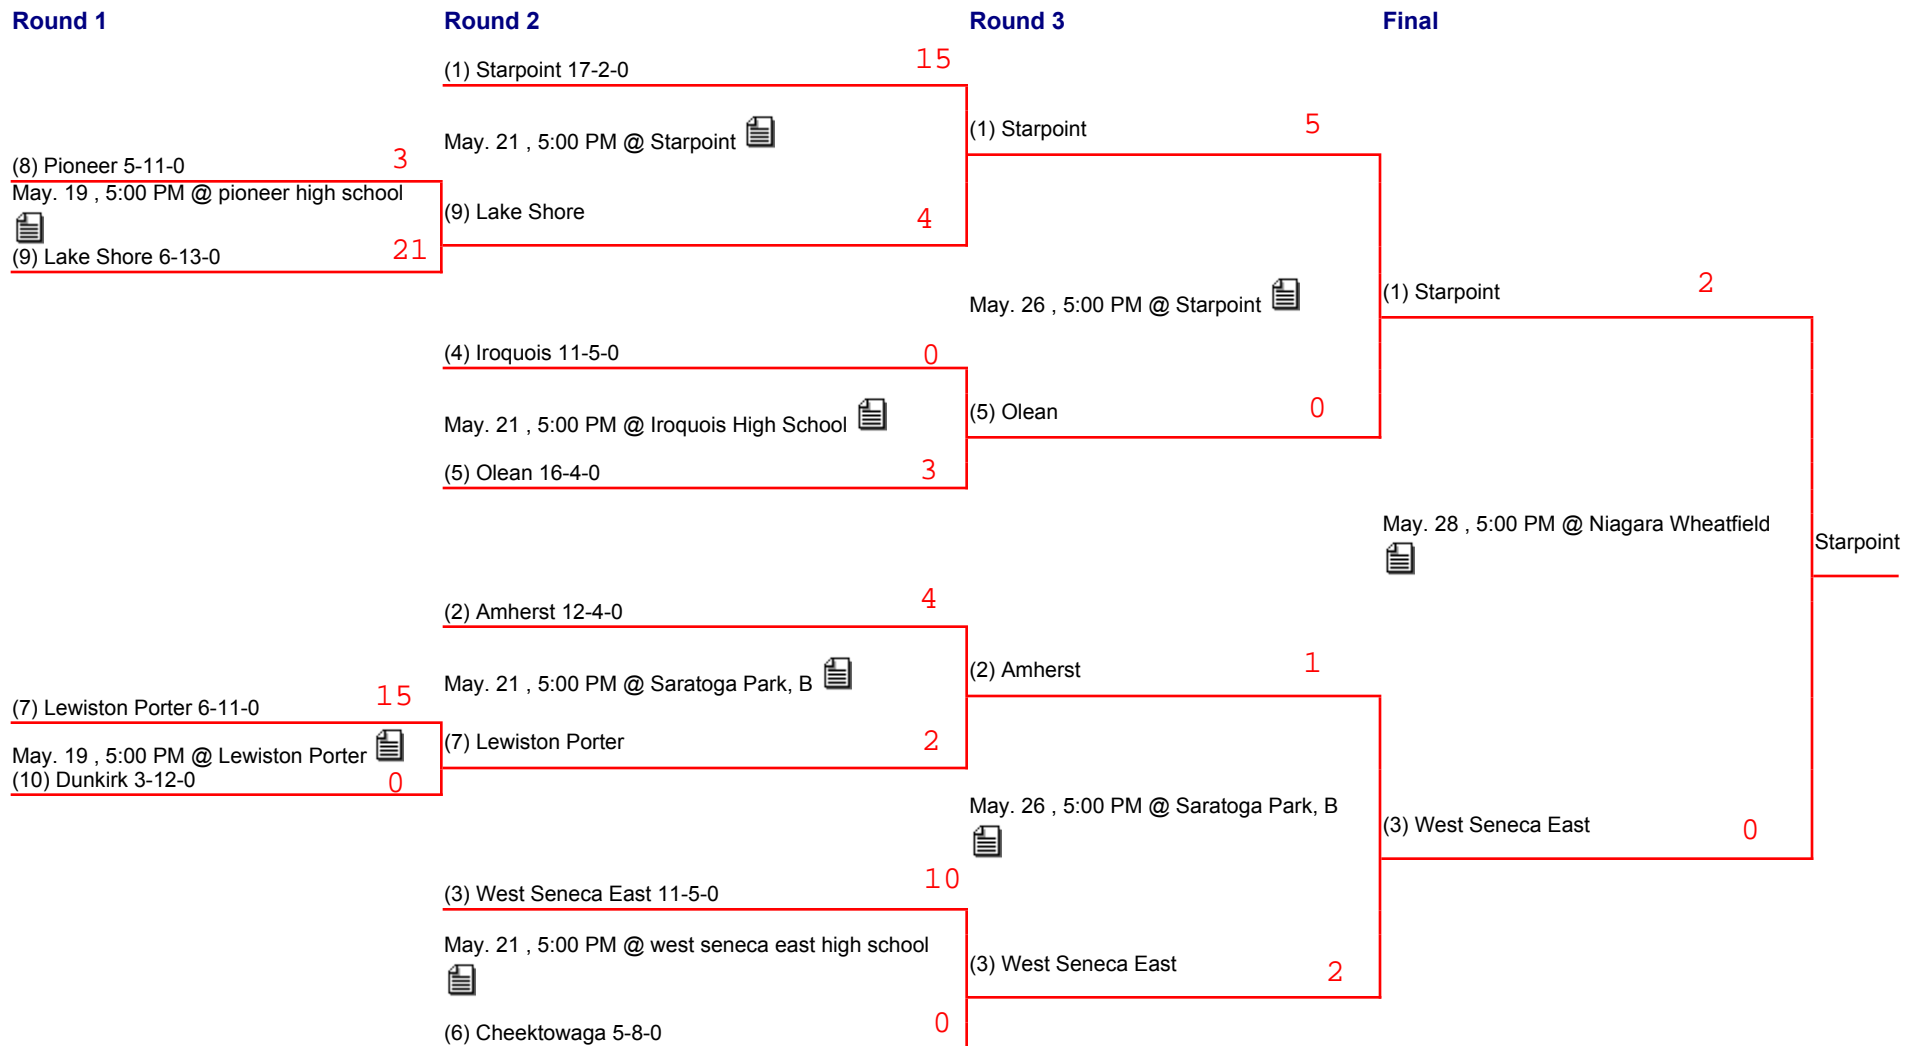 Round 1
Round 2
Round 3
Final
(8) Pioneer 5-11-0
3
May. 19 , 5:00 PM @ pioneer high school
(9) Lake Shore 6-13-0
21
(7) Lewiston Porter 6-11-0
15
May. 19 , 5:00 PM @ Lewiston Porter
(10) Dunkirk 3-12-0
0
(1) Starpoint 17-2-0
15
May. 21 , 5:00 PM @ Starpoint
(9) Lake Shore
4
(4) Iroquois 11-5-0
0
May. 21 , 5:00 PM @ Iroquois High School
(5) Olean 16-4-0
3
(2) Amherst 12-4-0
4
May. 21 , 5:00 PM @ Saratoga Park, B
(7) Lewiston Porter
2
(3) West Seneca East 11-5-0
10
May. 21 , 5:00 PM @ west seneca east high school
(6) Cheektowaga 5-8-0
0
(1) Starpoint
5
May. 26 , 5:00 PM @ Starpoint
(5) Olean
0
(2) Amherst
1
May. 26 , 5:00 PM @ Saratoga Park, B
(3) West Seneca East
2
(1) Starpoint
2
May. 28 , 5:00 PM @ Niagara Wheatfield
(3) West Seneca East
0
Starpoint